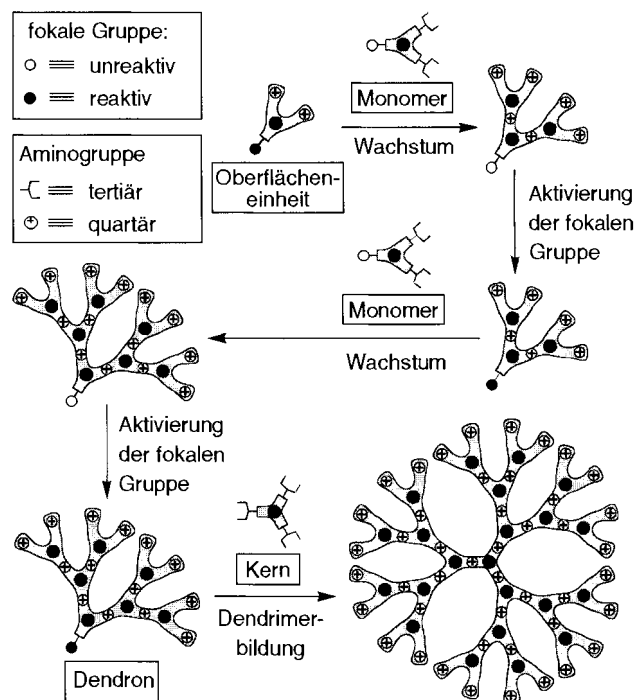 fokale Gruppe:
○ ≡ unreaktiv
● ≡ reaktiv
Aminogruppe
≡ tertiär
⊕ ≡ quartär
Oberflächen-
einheit
Monomer
Wachstum
Aktivierung
der fokalen
Gruppe
Monomer
Wachstum
Aktivierung
der fokalen
Gruppe
Kern
Dendrimer-
bildung
Dendron